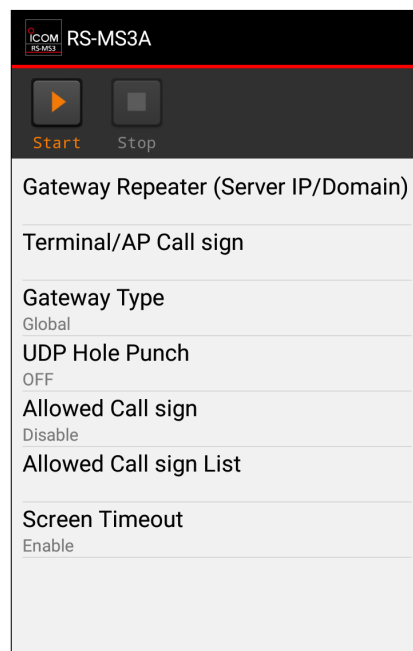 ICOM
RS-MS3
RS-MS3A
Start Stop
Gateway Repeater (Server IP/Domain)
Terminal/AP Call sign
Gateway Type
Global
UDP Hole Punch
OFF
Allowed Call sign
Disable
Allowed Call sign List
Screen Timeout
Enable